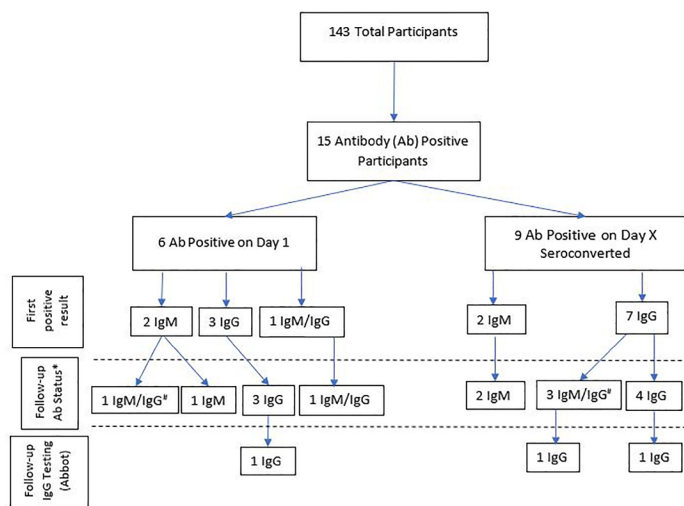 143 Total Participants
15 Antibody (Ab) Positive
Participants
6 Ab Positive on Day 1
9 Ab Positive on Day X
Seroconverted
First
positive
result
2 IgM
3 IgG
1 IgM/IgG
2 IgM
7 IgG
Follow-up
Ab Status*
1 IgM/IgG#
1 IgM
3 IgG
1 IgM/IgG
2 IgM
3 IgM/IgG#
4 IgG
Follow-up
IgG Testing
(Abbot)
1 IgG
1 IgG
1 IgG